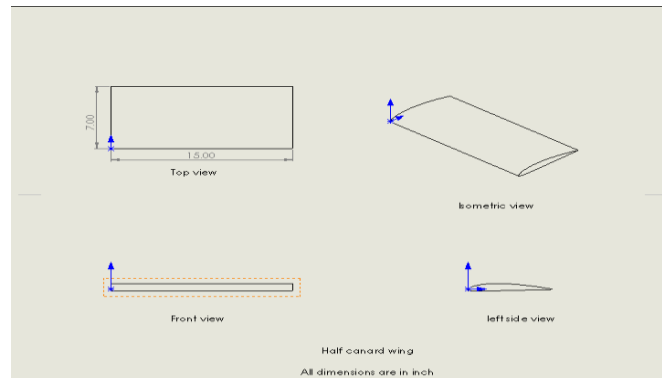 7.00
15.00
Top view
Isometric view
Front view
left side view
Half canard wing
All dimensions are in inch